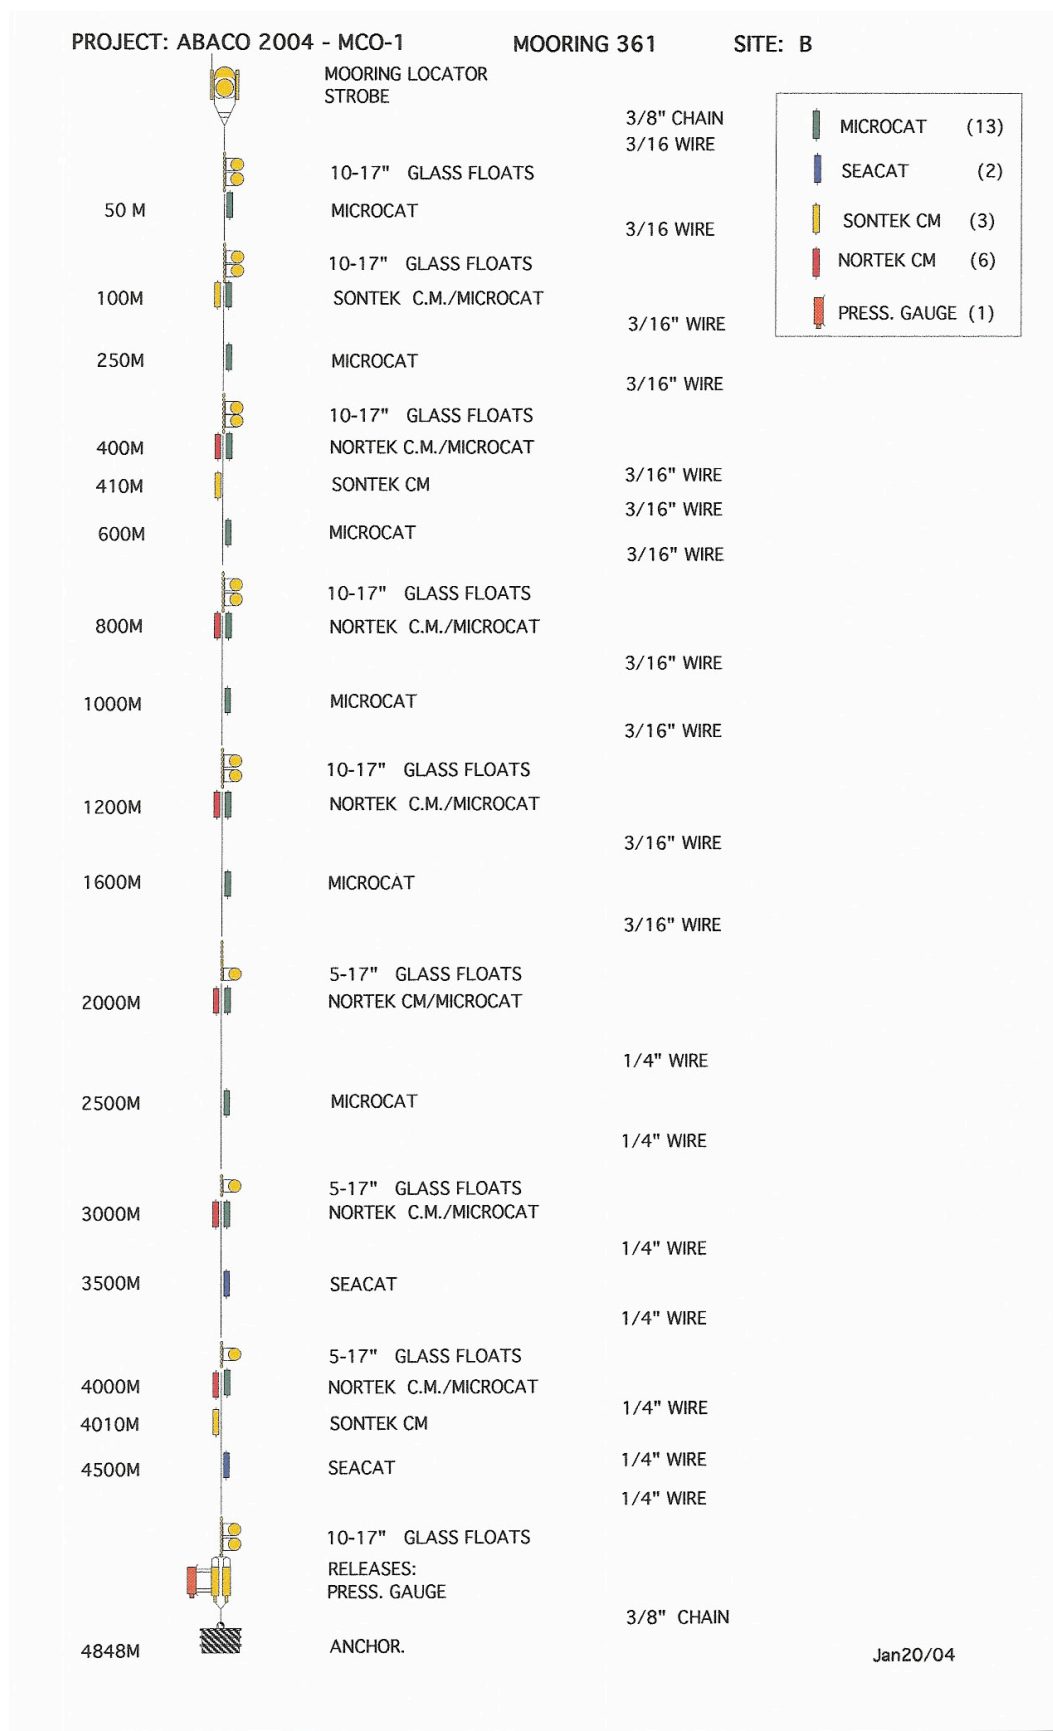 PROJECT: ABACO 2004 - MCO-1 MOORING 361 SITE: B
MOORING LOCATOR
STROBE
3/8" CHAIN
3/16 WIRE
MICROCAT (13)
SEACAT (2)
SONTEK CM (3)
NORTEK CM (6)
PRESS. GAUGE (1)
10-17" GLASS FLOATS
50 M MICROCAT
3/16 WIRE
10-17" GLASS FLOATS
100M SONTEK C.M./MICROCAT
3/16" WIRE
250M MICROCAT
3/16" WIRE
10-17" GLASS FLOATS
400M NORTEK C.M./MICROCAT
3/16" WIRE
410M SONTEK CM
3/16" WIRE
600M MICROCAT
3/16" WIRE
10-17" GLASS FLOATS
800M NORTEK C.M./MICROCAT
3/16" WIRE
1000M MICROCAT
3/16" WIRE
10-17" GLASS FLOATS
1200M NORTEK C.M./MICROCAT
3/16" WIRE
1600M MICROCAT
3/16" WIRE
5-17" GLASS FLOATS
2000M NORTEK CM/MICROCAT
1/4" WIRE
2500M MICROCAT
1/4" WIRE
5-17" GLASS FLOATS
3000M NORTEK C.M./MICROCAT
1/4" WIRE
3500M SEACAT
1/4" WIRE
5-17" GLASS FLOATS
4000M NORTEK C.M./MICROCAT
1/4" WIRE
4010M SONTEK CM
1/4" WIRE
4500M SEACAT
1/4" WIRE
10-17" GLASS FLOATS
RELEASES:
PRESS. GAUGE
3/8" CHAIN
4848M ANCHOR.
Jan20/04